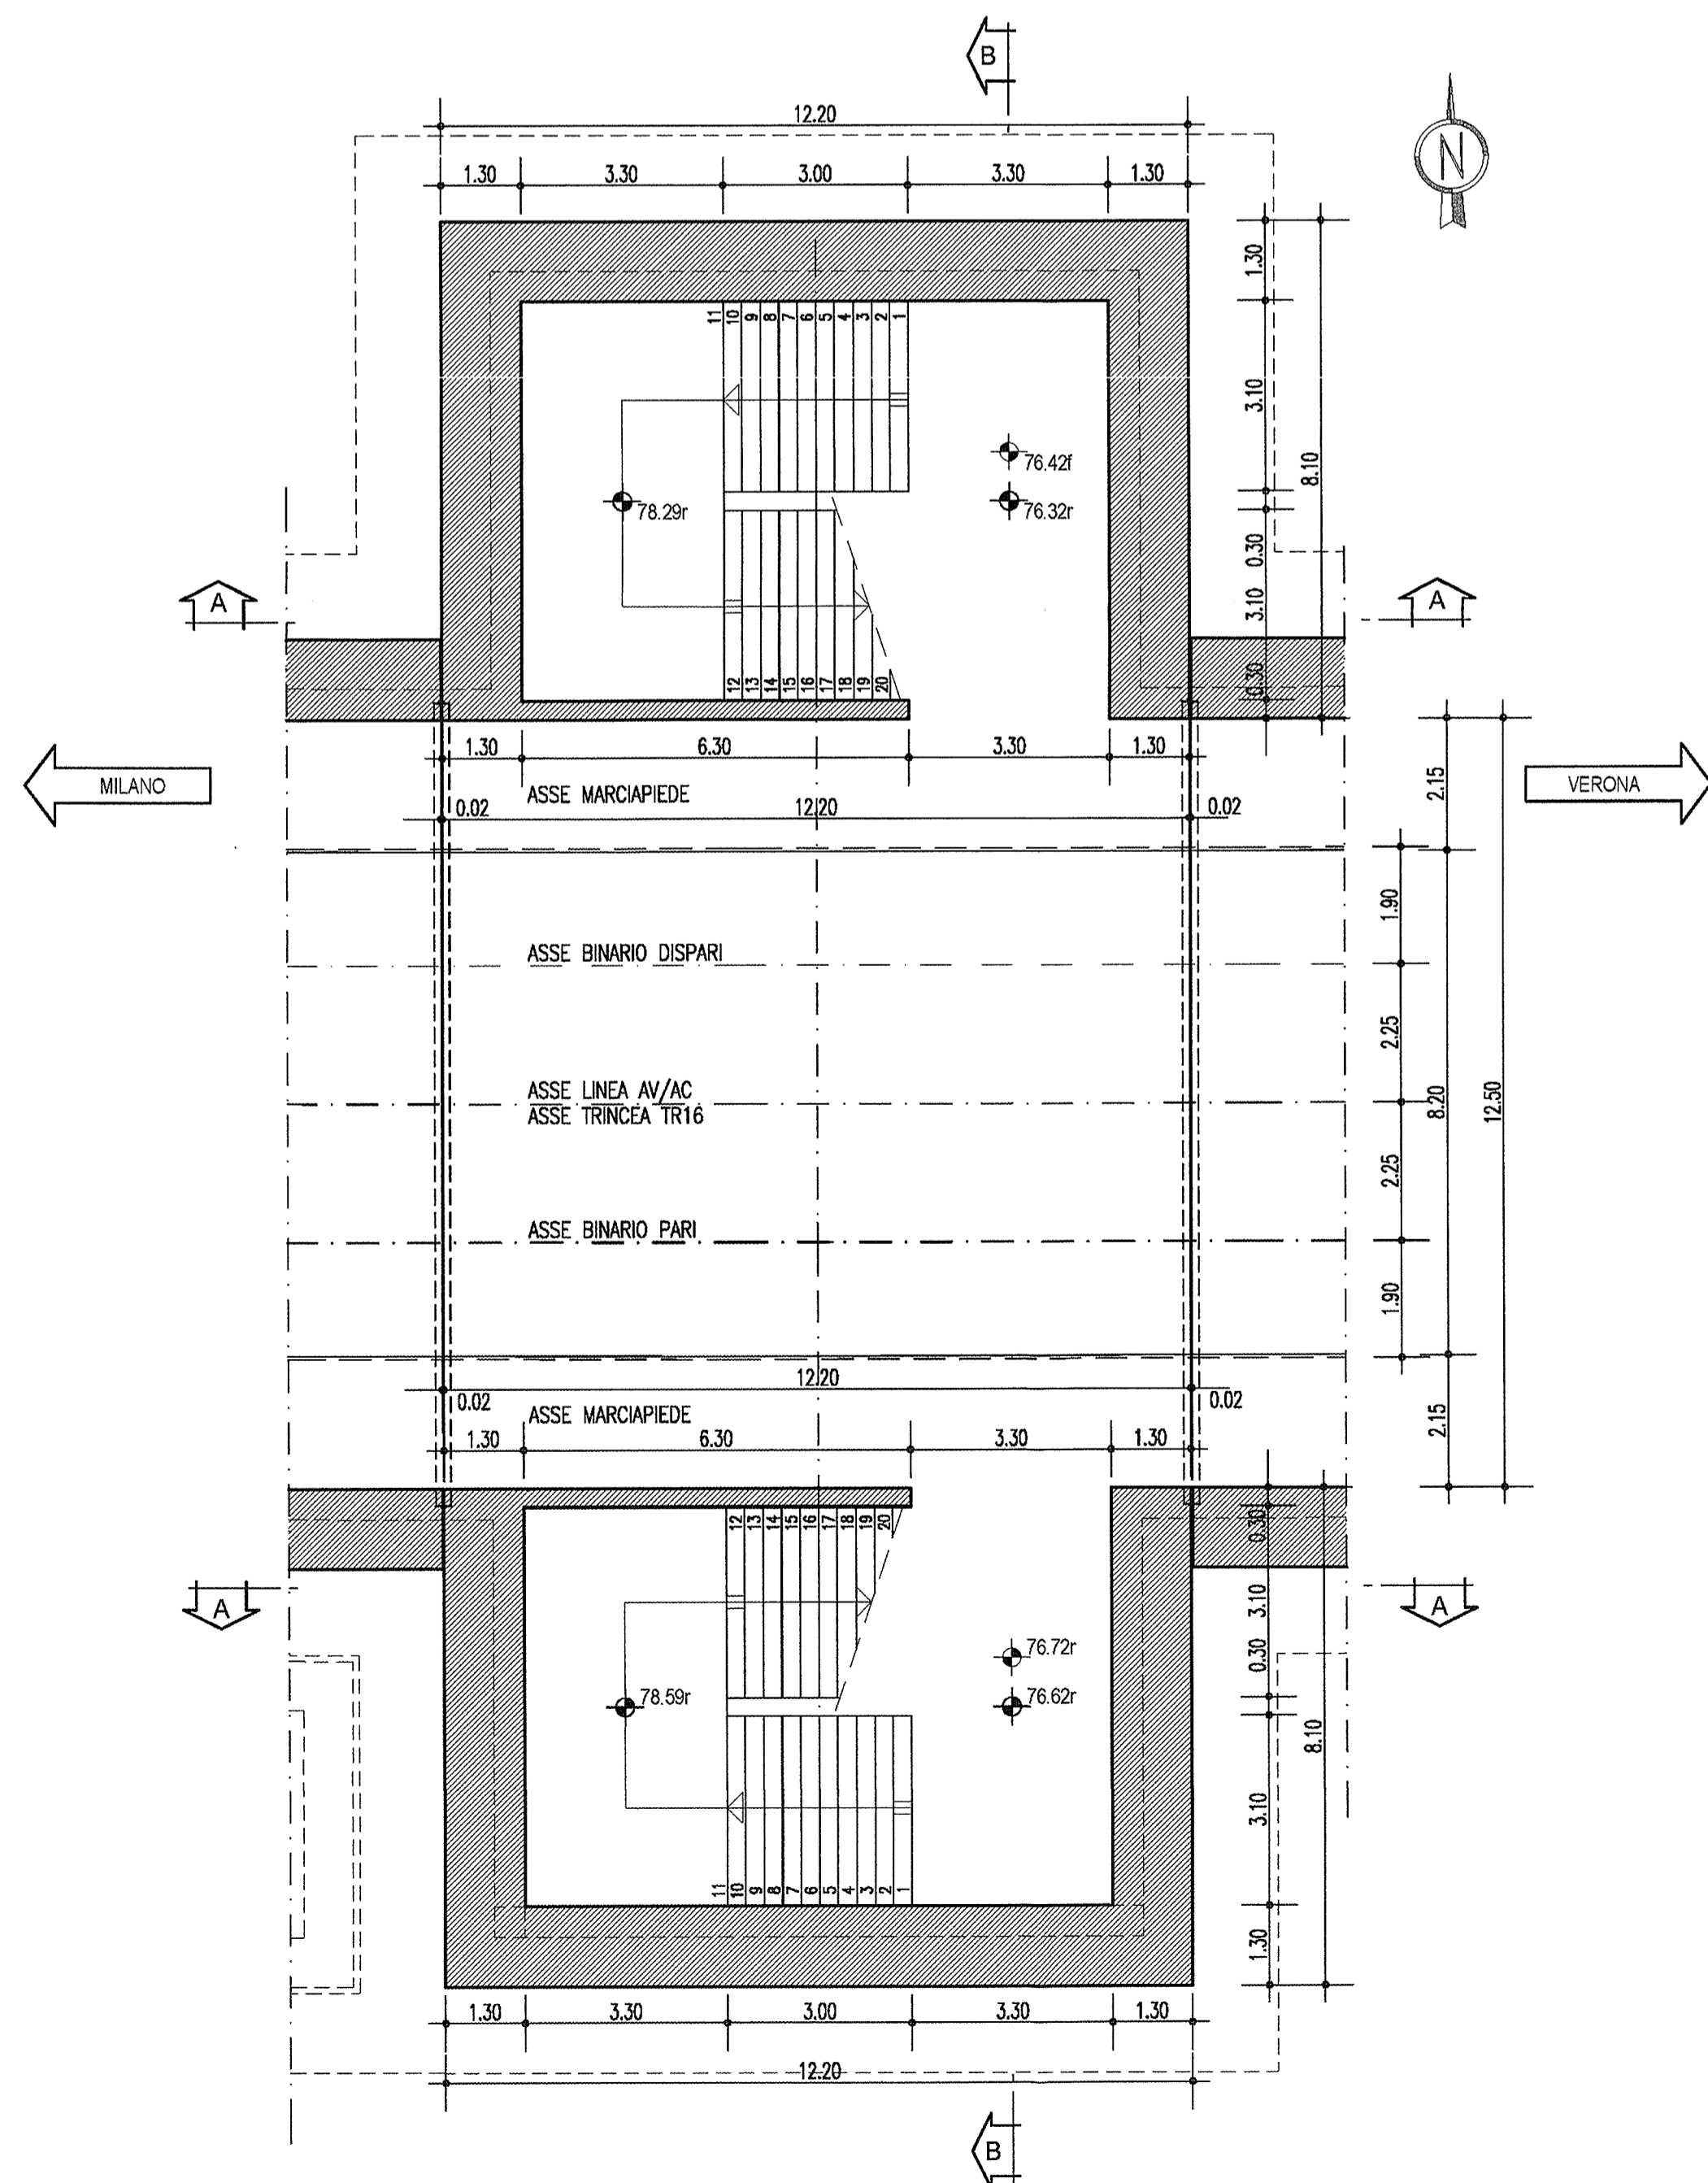 B
12.20
N
1.30 3.30 3.00 3.30 1.30
1.30
11 10 9 8 7 6 5 4 3 2 1
3.10
8.10
76.42f
78.29r
76.32r
0.30
A
A
3.10
12 13 14 15 16 17 18 19 20
0.30
1.30 6.30 3.30 1.30
MILANO
ASSE MARCIAPIEDE
2.15
VERONA
0.02 12.20 0.02
1.90
ASSE BINARIO DISPARI
2.25
ASSE LINEA AV/AC
ASSE TRINCEA TR16
8.20
12.50
2.25
ASSE BINARIO PARI
1.90
12.20
0.02 0.02
ASSE MARCIAPIEDE
2.15
1.30 6.30 3.30 1.30
12 13 14 15 16 17 18 19 20
0.30
A
A
3.10
0.30
76.72r
78.59r
76.62r
8.10
3.10
11 10 9 8 7 6 5 4 3 2 1
1.30
1.30 3.30 3.00 3.30 1.30
12.20
B